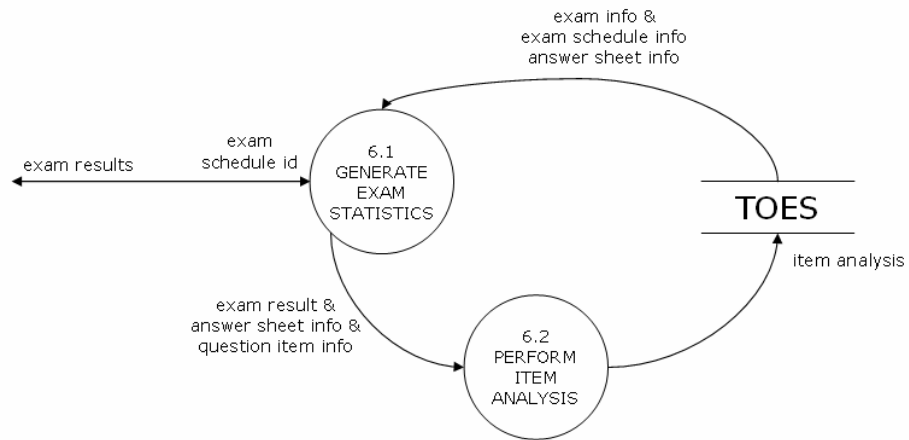 exam info &
exam schedule info
answer sheet info
exam results
exam
schedule id
6.1
GENERATE
EXAM
STATISTICS
TOES
item analysis
exam result &
answer sheet info &
question item info
6.2
PERFORM
ITEM
ANALYSIS